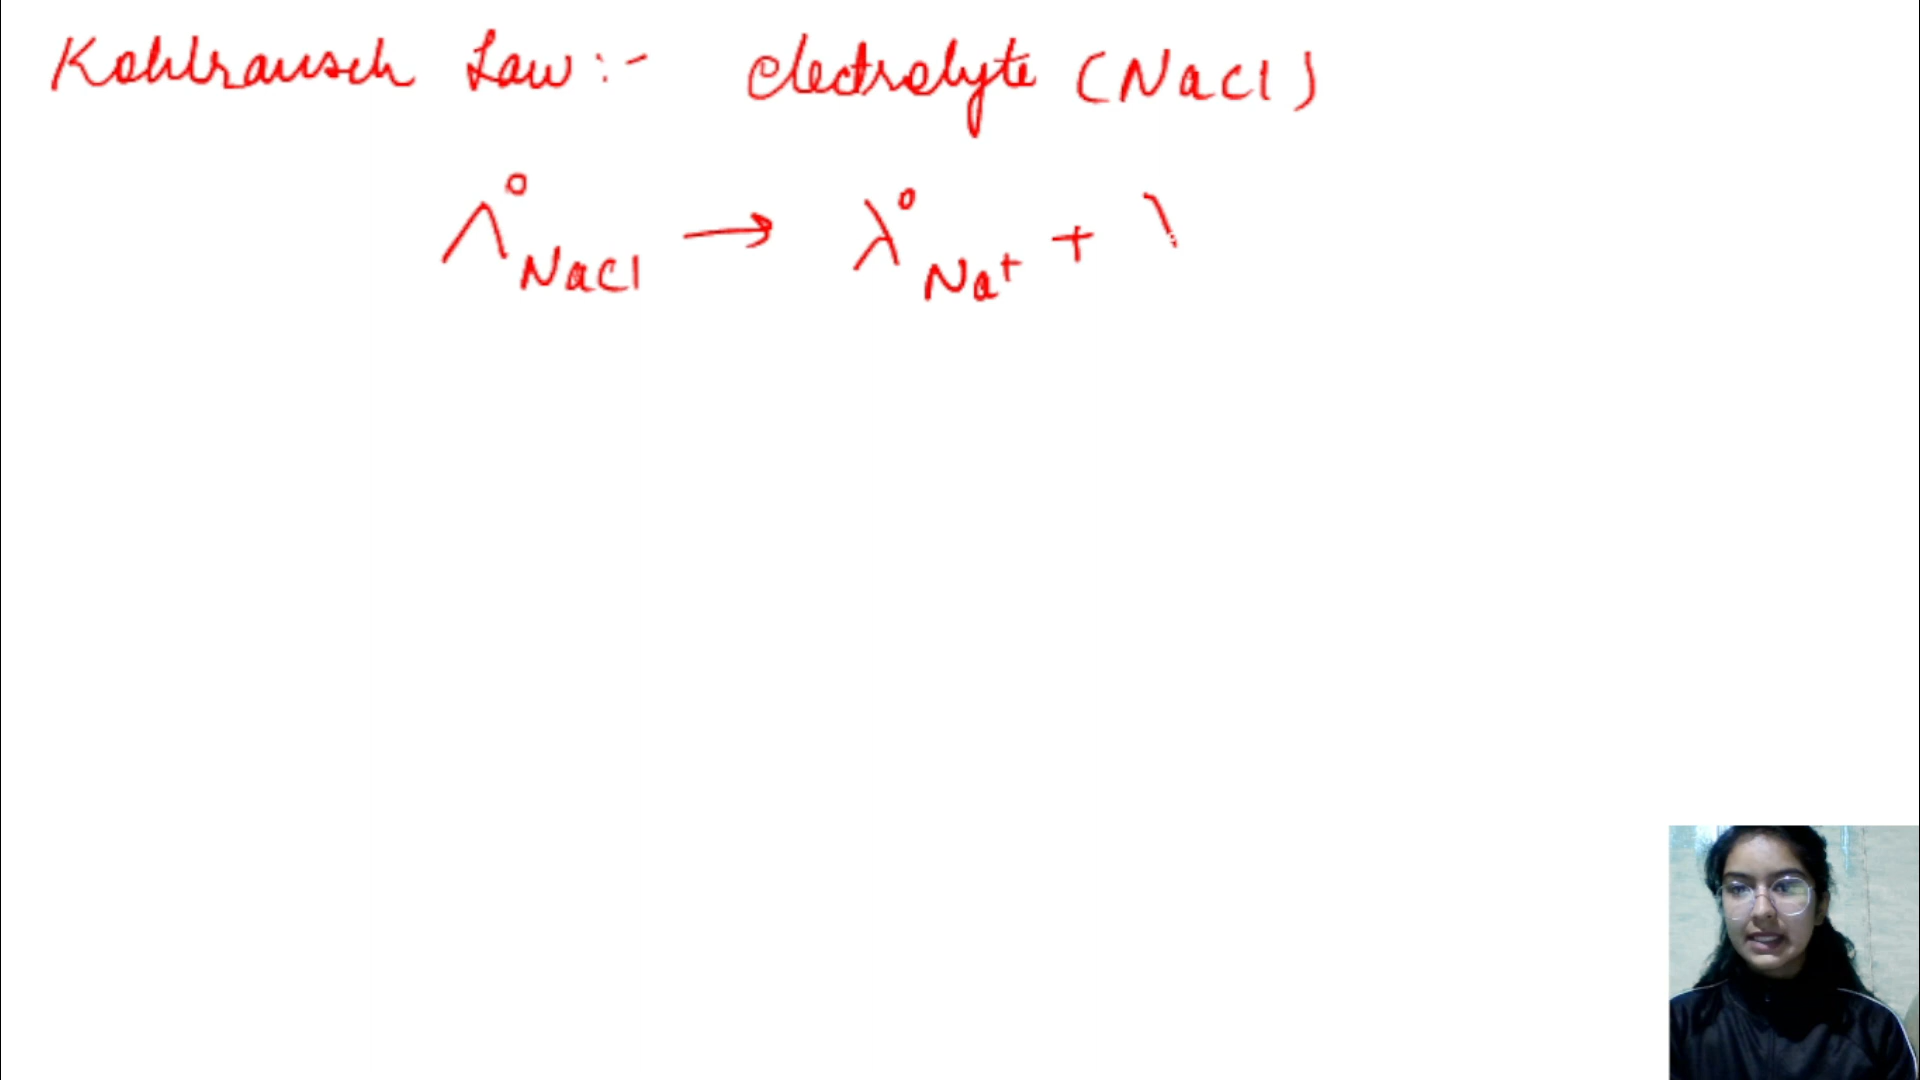 Kohlrausch Law :- electrolyte (NaCl)
Λ°NaCl → λ°Na+ + \